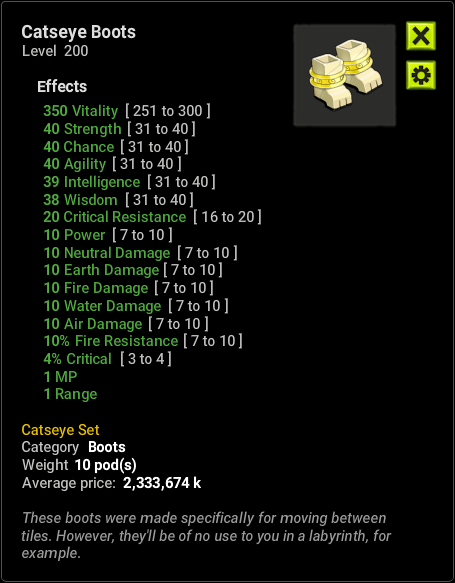 Catseye Boots
Level 200
Effects
350 Vitality [ 251 to 300 ]
40 Strength [ 31 to 40 ]
40 Chance [ 31 to 40 ]
40 Agility [ 31 to 40 ]
39 Intelligence [ 31 to 40 ]
38 Wisdom [ 31 to 40 ]
20 Critical Resistance [ 16 to 20 ]
10 Power [ 7 to 10 ]
10 Neutral Damage [ 7 to 10 ]
10 Earth Damage [ 7 to 10 ]
10 Fire Damage [ 7 to 10 ]
10 Water Damage [ 7 to 10 ]
10 Air Damage [ 7 to 10 ]
10% Fire Resistance [ 7 to 10 ]
4% Critical [ 3 to 4 ]
1 MP
1 Range
Catseye Set
Category Boots
Weight 10 pod(s)
Average price: 2,333,674 k
These boots were made specifically for moving between
tiles. However, they'll be of no use to you in a labyrinth, for
example.